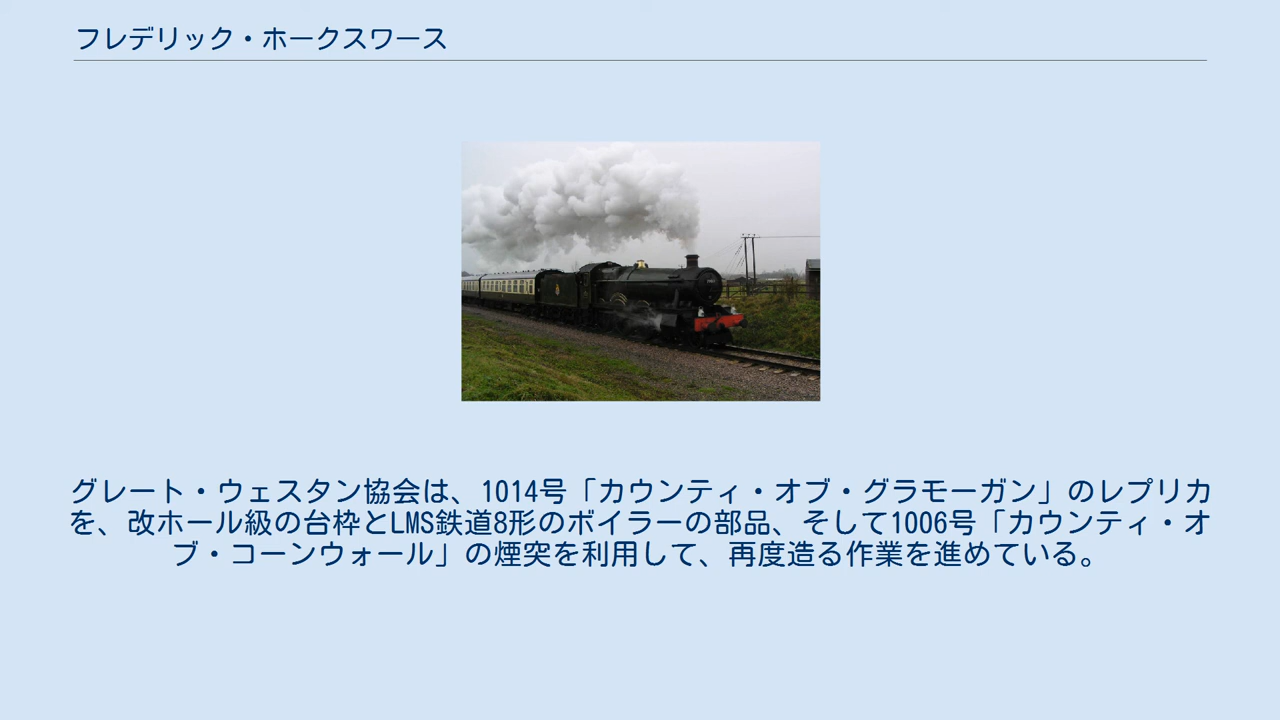 フレデリック・ホークスワース
グレート・ウェスタン協会は、1014号「カウンティ・オブ・グラモーガン」のレプリカ
を、改ホール級の台枠とLMS鉄道8形のボイラーの部品、そして1006号「カウンティ・オ
ブ・コーンウォール」の煙突を利用して、再度造る作業を進めている。